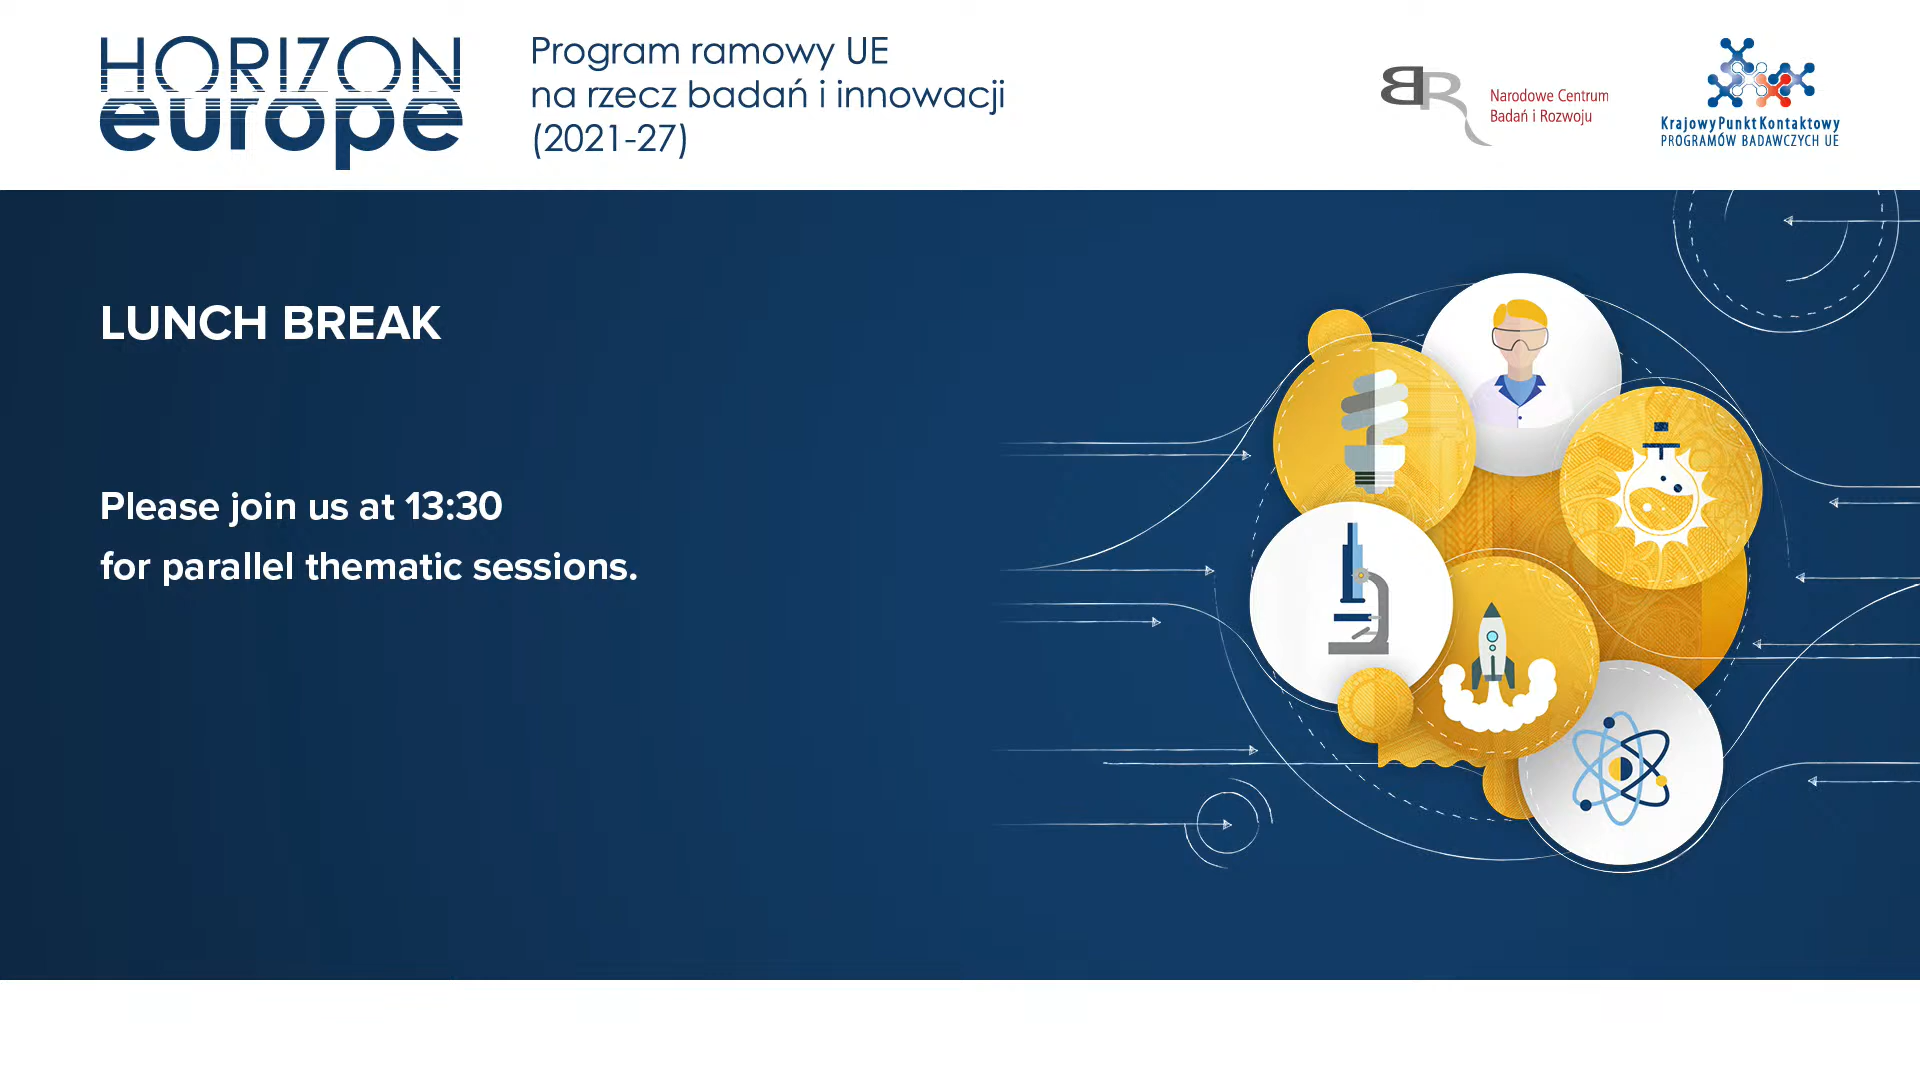 HORIZON
europe
Program ramowy UE
na rzecz badań i innowacji
(2021-27)
BR
Narodowe Centrum
Badań i Rozwoju
Krajowy Punkt Kontaktowy
PROGRAMÓW BADAWCZYCH UE
LUNCH BREAK
Please join us at 13:30
for parallel thematic sessions.